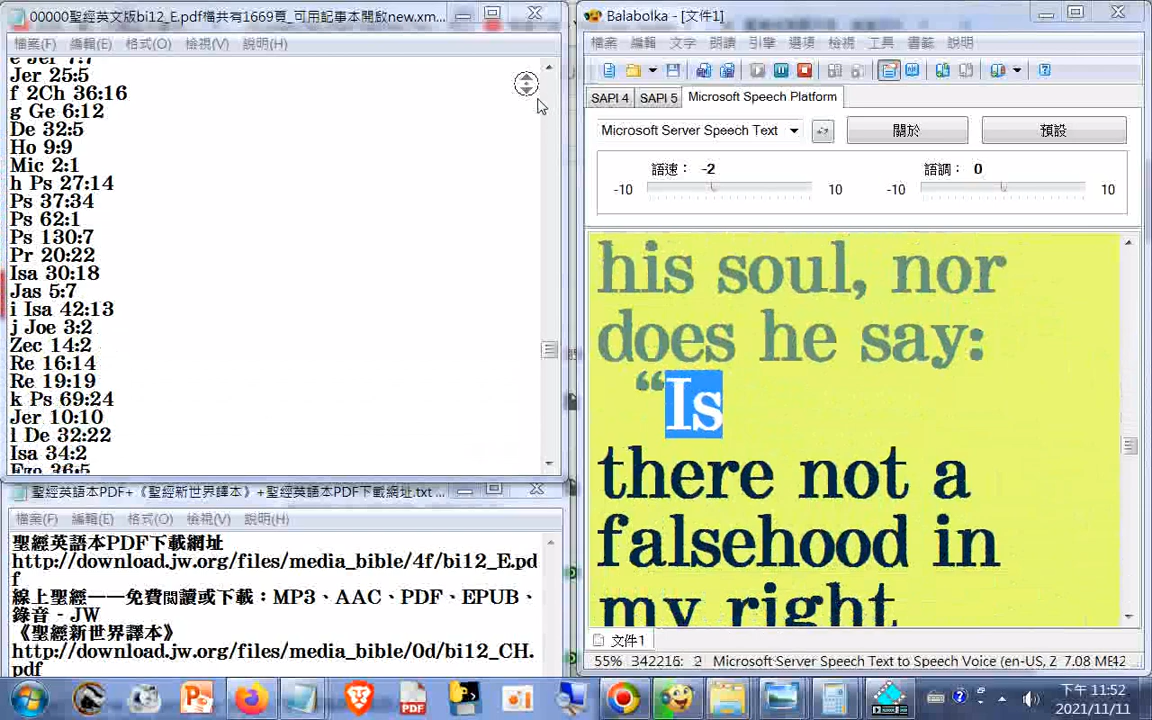 00000聖經英文版bi12_E.pdf檔共有1669頁_可用記事本開啟new.xm...
檔案(F) 編輯(E) 格式(O) 檢視(V) 說明(H)
e Jer 7:7
Jer 25:5
f 2Ch 36:16
g Ge 6:12
De 32:5
Ho 9:9
Mic 2:1
h Ps 27:14
Ps 37:34
Ps 62:1
Ps 130:7
Pr 20:22
Isa 30:18
Jas 5:7
i Isa 42:13
j Joe 3:2
Zec 14:2
Re 16:14
Re 19:19
k Ps 69:24
Jer 10:10
l De 32:22
Isa 34:2
Eze 36:5
聖經英語本PDF+《聖經新世界譯本》+聖經英語本PDF下載網址.txt ...
檔案(F) 編輯(E) 格式(O) 檢視(V) 說明(H)
聖經英語本PDF下載網址
http://download.jw.org/files/media_bible/4f/bi12_E.pd
f
線上聖經——免費閱讀或下載：MP3、AAC、PDF、EPUB、
錄音 - JW
《聖經新世界譯本》
http://download.jw.org/files/media_bible/0d/bi12_CH.
pdf
Balabolka - [文件1]
檔案 編輯 文字 朗讀 引擎 選項 檢視 工具 書籤 說明
SAPI 4 SAPI 5 Microsoft Speech Platform
Microsoft Server Speech Text 關於 預設
語速： -2 語調： 0
-10 10 -10 10
his soul, nor
does he say:
“Is
there not a
falsehood in
my right
文件1
55% 342216: 2 Microsoft Server Speech Text to Speech Voice (en-US, Z 7.08 ME42
下午 11:52
2021/11/11